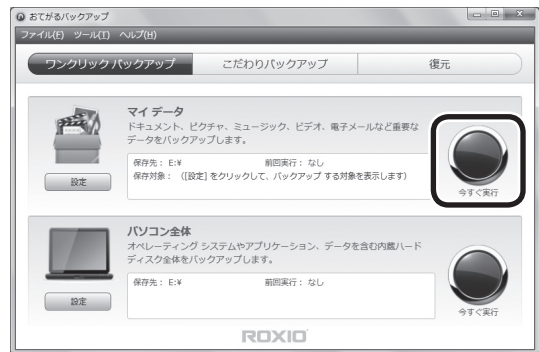 おてがるバックアップ
ファイル(F) ツール(T) ヘルプ(H)
ワンクリック バックアップ こだわりバックアップ 復元
マイ データ
ドキュメント、ピクチャ、ミュージック、ビデオ、電子メールなど重要な
データをバックアップします。
保存先： E:¥ 前回実行： なし
保存対象： （[設定] をクリックして、バックアップ する対象を表示します）
設定
今すぐ実行
パソコン全体
オペレーティング システムやアプリケーション、データを含む内蔵ハード
ディスク全体をバックアップします。
保存先： E:¥ 前回実行： なし
設定
今すぐ実行
ROXIO